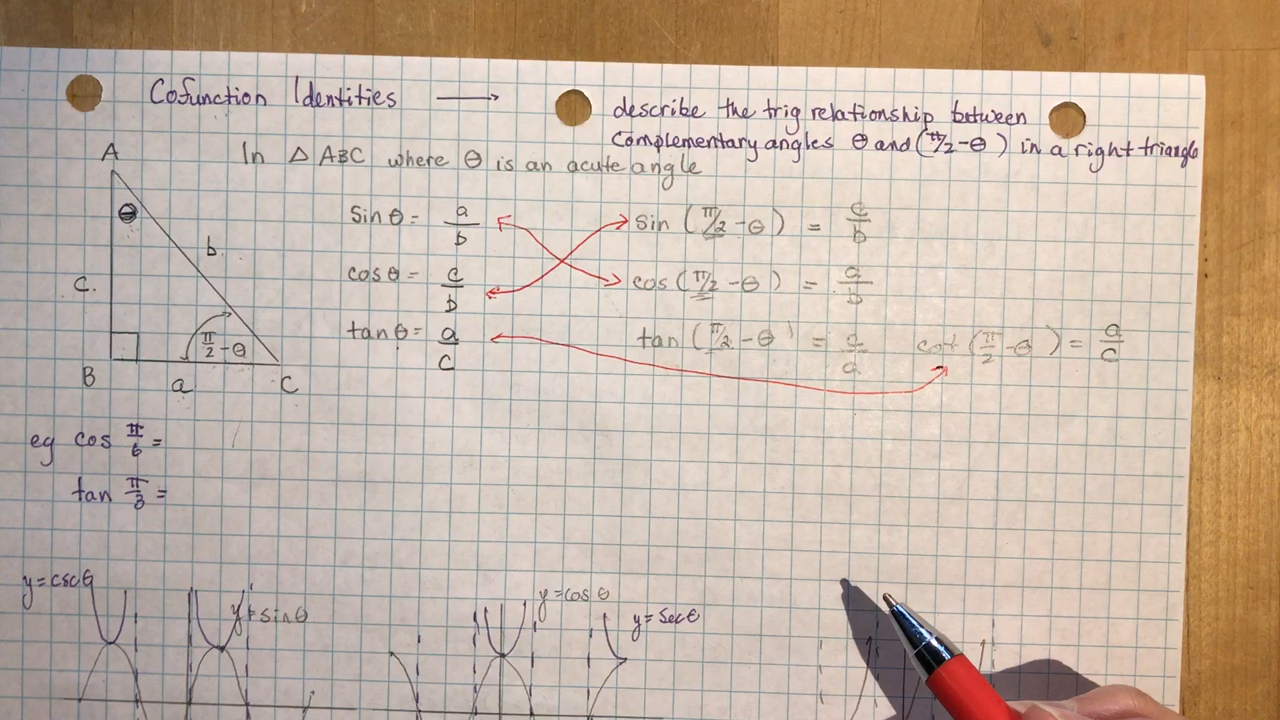 Cofunction Identities →
describe the trig relationship between
complementary angles θ and (π/2 - θ) in a right triangle
In △ ABC where θ is an acute angle
A
θ
b.
c.
π/2 - θ
B
a
C
sin θ = a/b
sin (π/2 - θ) = c/b
cos θ = c/b
cos (π/2 - θ) = a/b
tan θ = a/c
tan (π/2 - θ) = c/a cot (π/2 - θ) = a/c
eg cos π/6 =
tan π/3 =
y = csc θ
y = sin θ
y = cos θ
y = sec θ